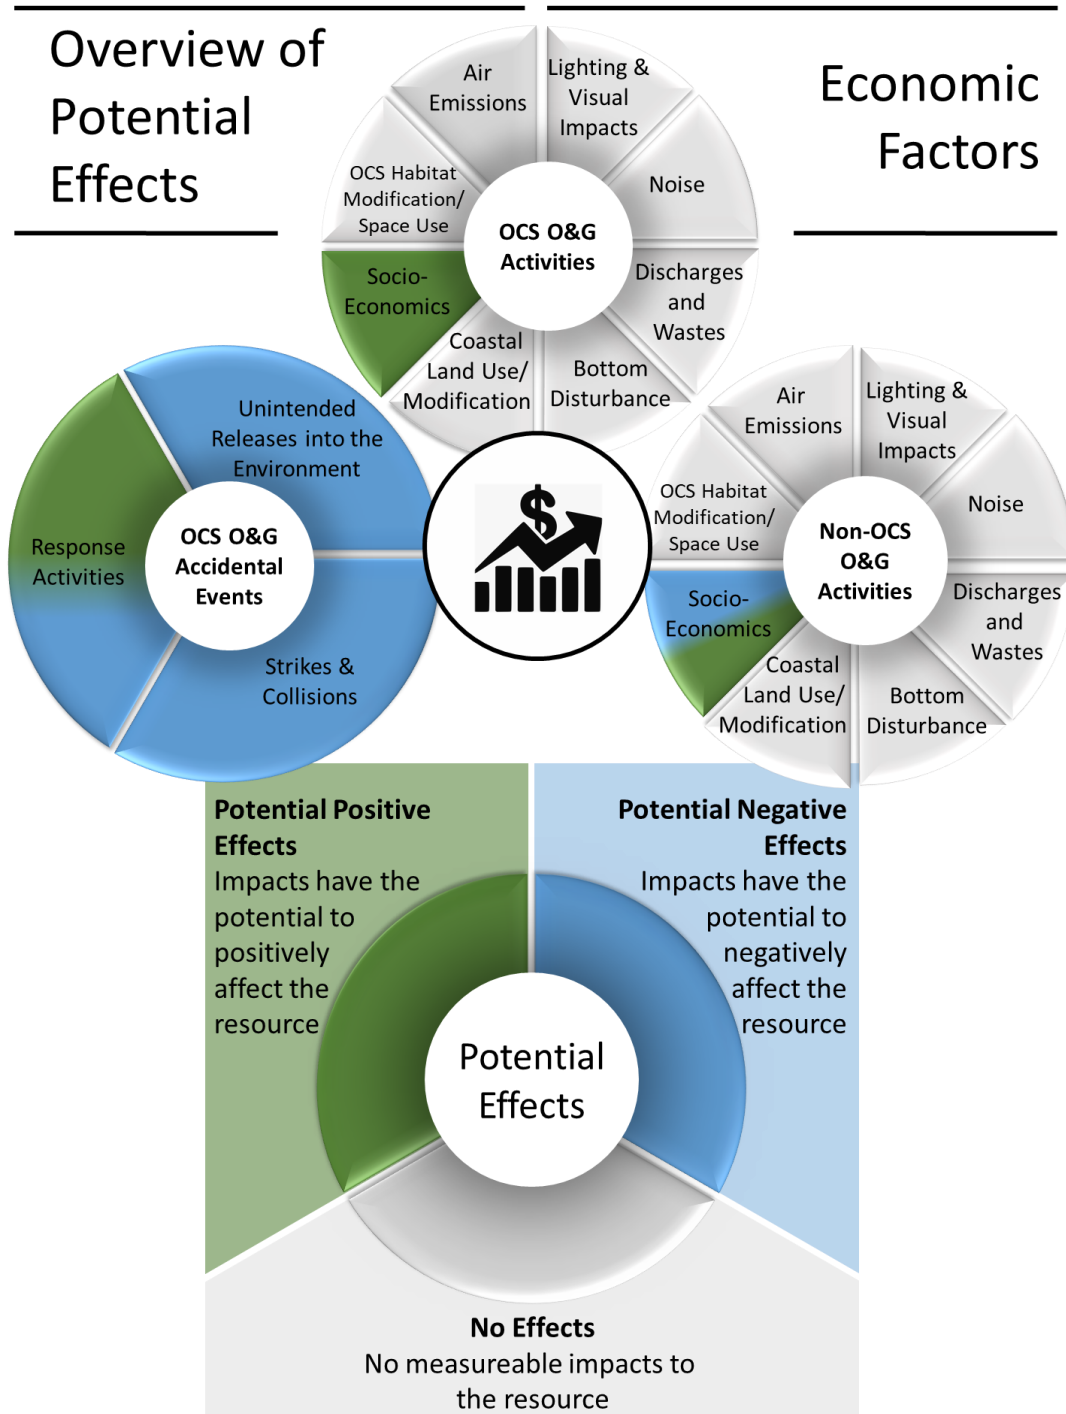 Overview of
Potential
Effects
Economic
Factors
Air
Emissions
Lighting &
Visual
Impacts
OCS Habitat
Modification/
Space Use
Noise
OCS O&G
Activities
Socio-
Economics
Discharges
and
Wastes
Coastal
Land Use/
Modification
Bottom
Disturbance
Unintended
Releases into the
Environment
Response
Activities
OCS O&G
Accidental
Events
Strikes &
Collisions
$
Air
Emissions
Lighting &
Visual
Impacts
OCS Habitat
Modification/
Space Use
Noise
Non-OCS
O&G
Activities
Socio-
Economics
Discharges
and
Wastes
Coastal
Land Use/
Modification
Bottom
Disturbance
Potential Positive
Effects
Impacts have the
potential to
positively
affect the
resource
Potential Negative
Effects
Impacts have the
potential to
negatively
affect the
resource
Potential
Effects
No Effects
No measureable impacts to
the resource